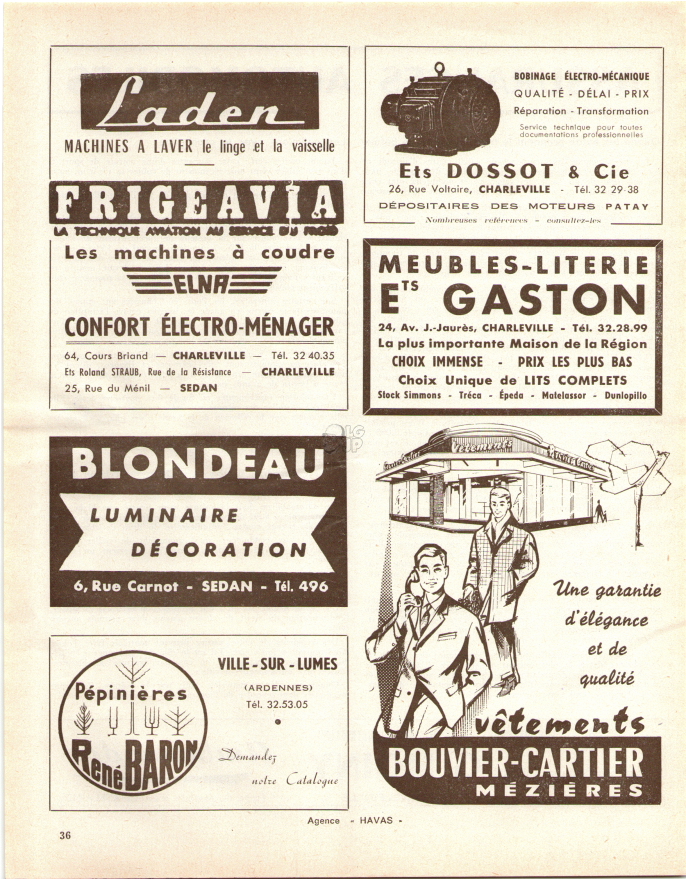 Laden
MACHINES A LAVER le linge et la vaisselle
FRIGEAVIA
LA TECHNIQUE AVIATION AU SERVICE DU FROID
Les machines à coudre
ELNA
CONFORT ÉLECTRO-MÉNAGER
64, Cours Briand — CHARLEVILLE — Tél. 32 40.35
Ets Roland STRAUB, Rue de la Résistance — CHARLEVILLE
25, Rue du Ménil — SEDAN
BOBINAGE ÉLECTRO-MÉCANIQUE
QUALITÉ - DÉLAI - PRIX
Réparation - Transformation
Service technique pour toutes
documentations professionnelles
Ets DOSSOT & Cie
26, Rue Voltaire, CHARLEVILLE - Tél. 32 29-38
DÉPOSITAIRES DES MOTEURS PATAY
Nombreuses références - consultez-les
MEUBLES-LITERIE
ETS GASTON
24, Av. J.-Jaurès, CHARLEVILLE - Tél. 32.28.99
La plus importante Maison de la Région
CHOIX IMMENSE - PRIX LES PLUS BAS
Choix Unique de LITS COMPLETS
Stock Simmons - Tréca - Épeda - Matelassor - Dunlopillo
BLONDEAU
LUMINAIRE
DÉCORATION
6, Rue Carnot - SEDAN - Tél. 496
Pépinières
René BARON
VILLE-SUR-LUMES
(ARDENNES)
Tél. 32.53.05
Demandez
notre Catalogue
Vêtements
Une garantie
d'élégance
et de
qualité
vêtements
BOUVIER-CARTIER
MÉZIÈRES
Agence « HAVAS -
36